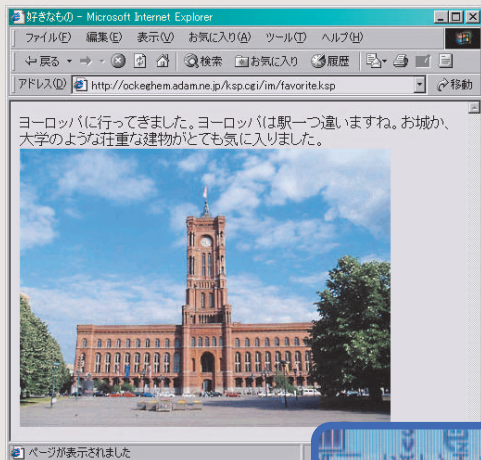 好きなもの - Microsoft Internet Explorer
ファイル(F) 編集(E) 表示(V) お気に入り(A) ツール(T) ヘルプ(H)
戻る 検索 お気に入り 履歴
アドレス(D) http://ockeghem.adam.ne.jp/ksp.cgi/im/favorite.ksp 移動
ヨーロッパに行ってきました。ヨーロッパは駅一つ違いますね。お城か、
大学のような荘重な建物がとても気に入りました。
ページが表示されました